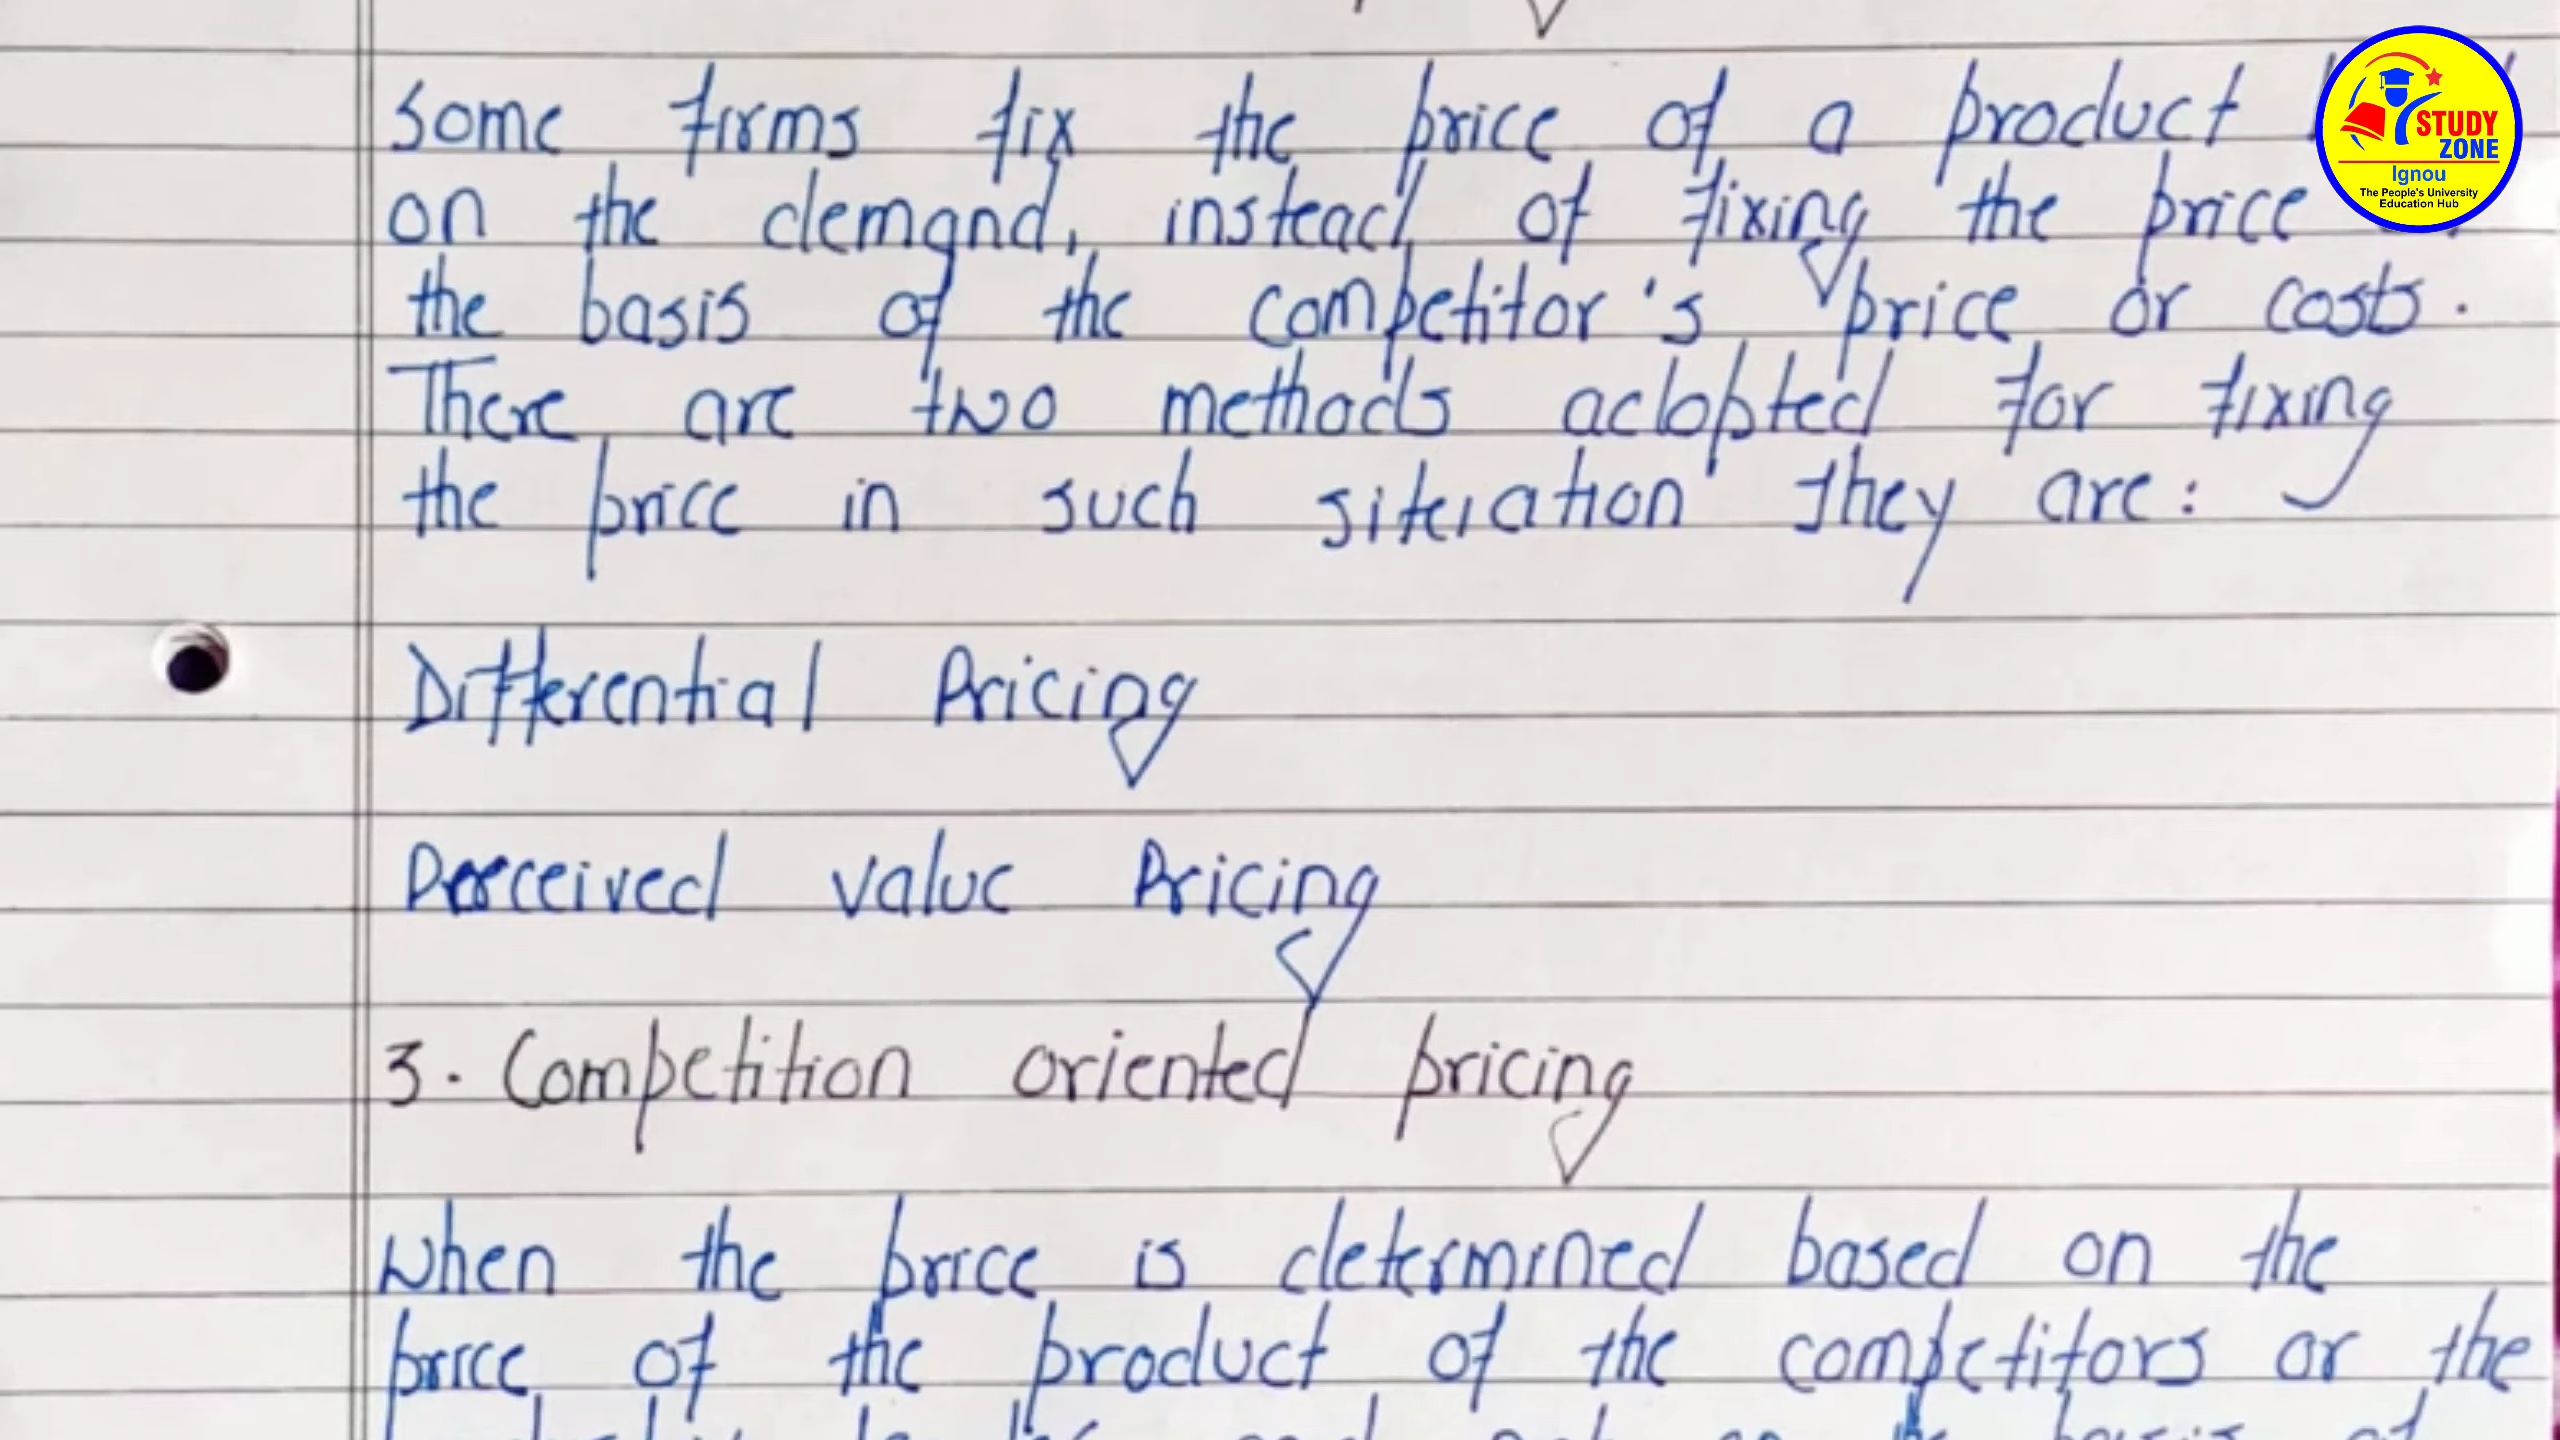 Some firms fix the price of a product
on the demand, instead of fixing the price
the basis of the competitor's price or costs.
There are two methods adopted for fixing
the price in such situation they are:
Differential Pricing
Perceived value Pricing
3. Competition oriented pricing
When the price is determined based on the
price of the product of the competitors or the
STUDY
ZONE
Ignou
The People's University
Education Hub